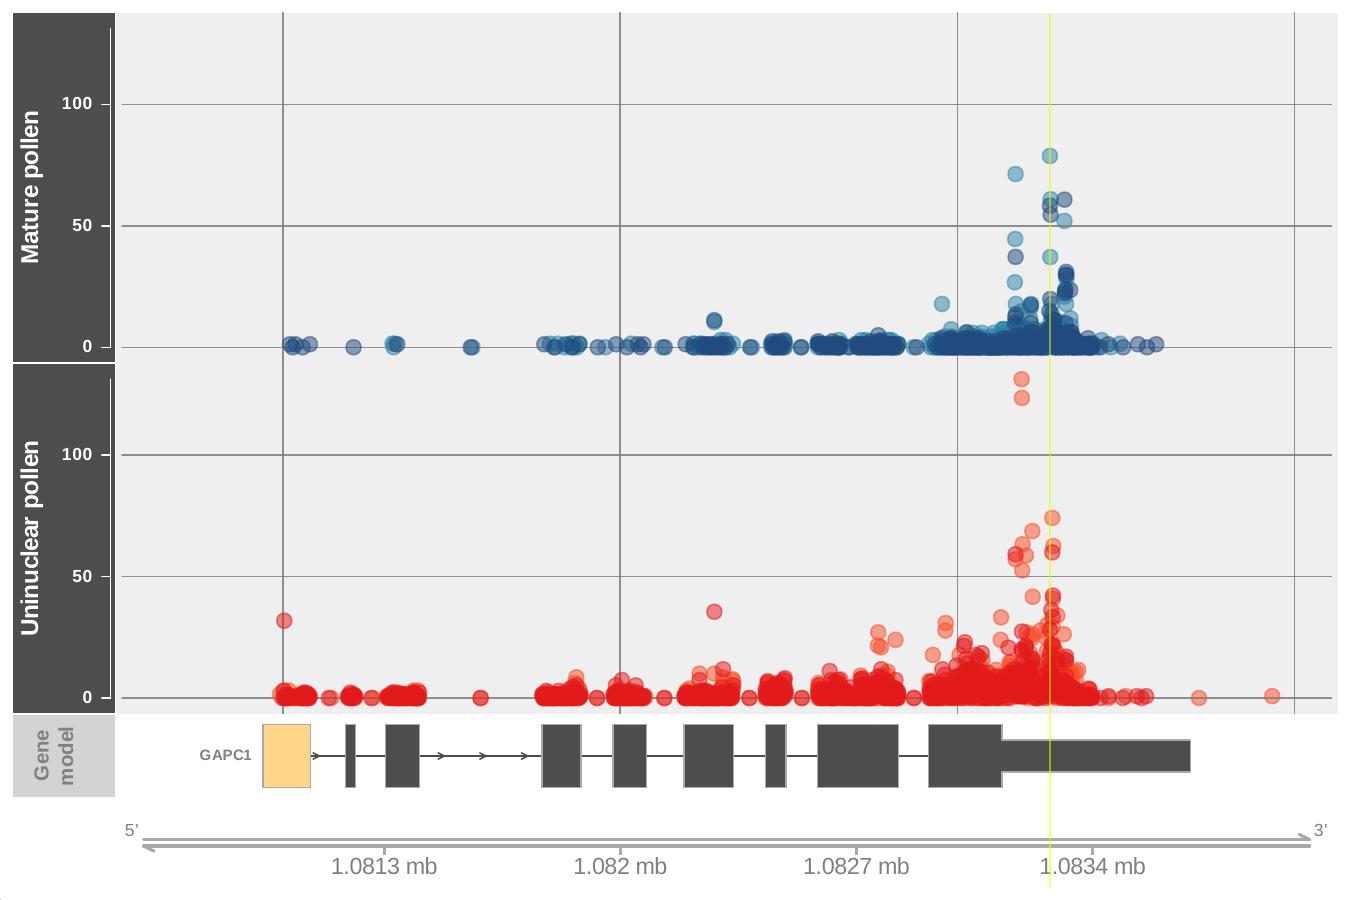 Mature pollen
100
50
0
Uninuclear pollen
100
50
0
Gene
model
GAPC1
5'
3'
1.0813 mb
1.082 mb
1.0827 mb
1.0834 mb